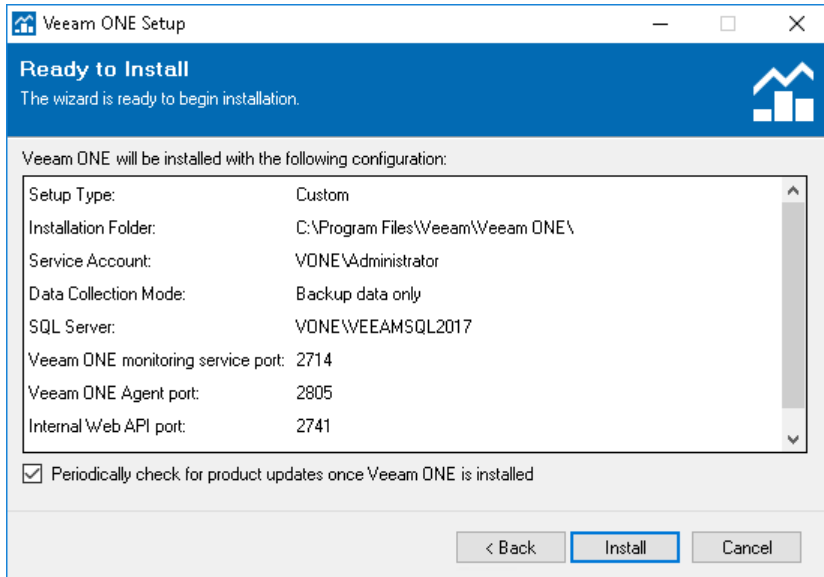 Veeam ONE Setup
Ready to Install
The wizard is ready to begin installation.
Veeam ONE will be installed with the following configuration:
Setup Type: Custom
Installation Folder: C:\Program Files\Veeam\Veeam ONE\
Service Account: VONE\Administrator
Data Collection Mode: Backup data only
SQL Server: VONE\VEEAMSQL2017
Veeam ONE monitoring service port: 2714
Veeam ONE Agent port: 2805
Internal Web API port: 2741
Periodically check for product updates once Veeam ONE is installed
< Back Install Cancel